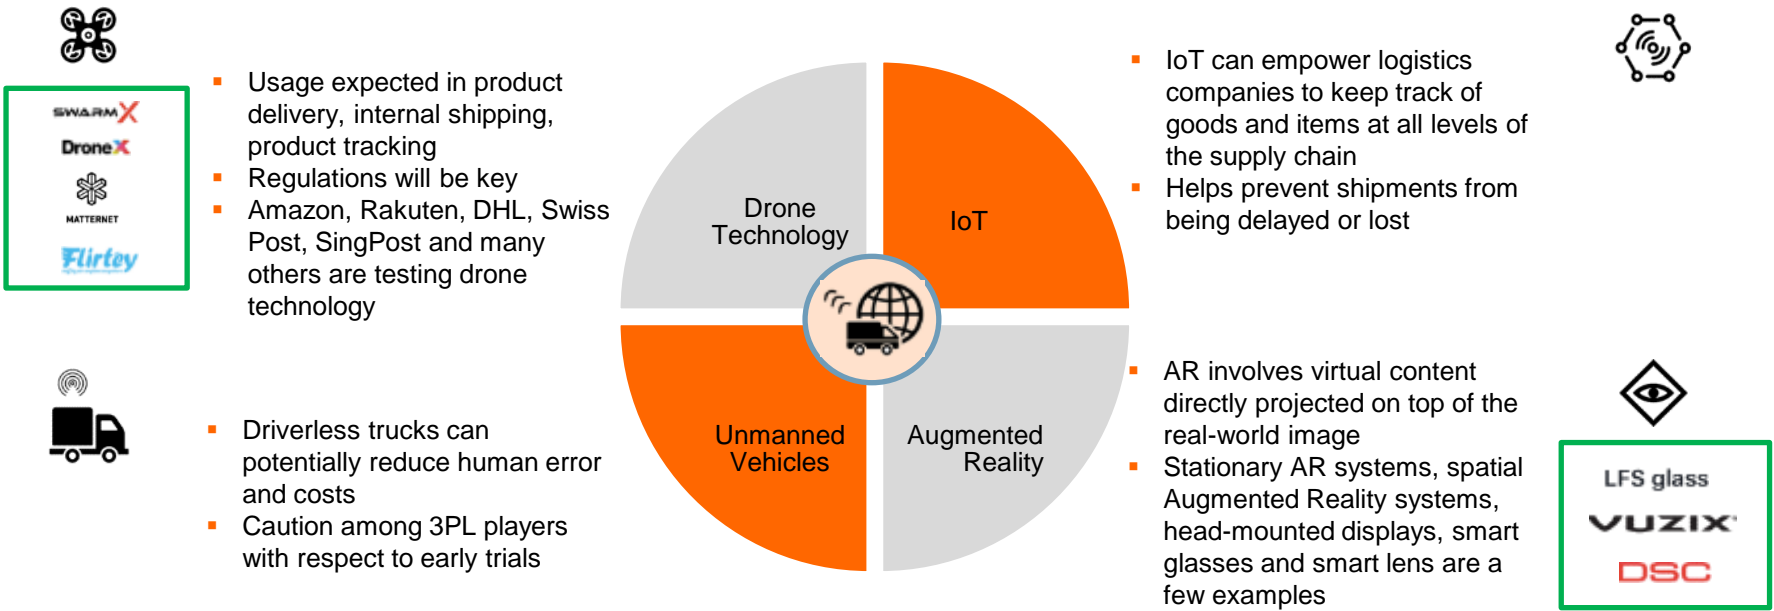 SWARMX
DroneX
MATTERNET
Flirtey
▪ Usage expected in product
delivery, internal shipping,
product tracking
▪ Regulations will be key
▪ Amazon, Rakuten, DHL, Swiss
Post, SingPost and many
others are testing drone
technology
Drone
Technology
IoT
▪ IoT can empower logistics
companies to keep track of
goods and items at all levels of
the supply chain
▪ Helps prevent shipments from
being delayed or lost
▪ Driverless trucks can
potentially reduce human error
and costs
▪ Caution among 3PL players
with respect to early trials
Unmanned
Vehicles
Augmented
Reality
▪ AR involves virtual content
directly projected on top of the
real-world image
▪ Stationary AR systems, spatial
Augmented Reality systems,
head-mounted displays, smart
glasses and smart lens are a
few examples
LFS glass
VUZIX
DSC